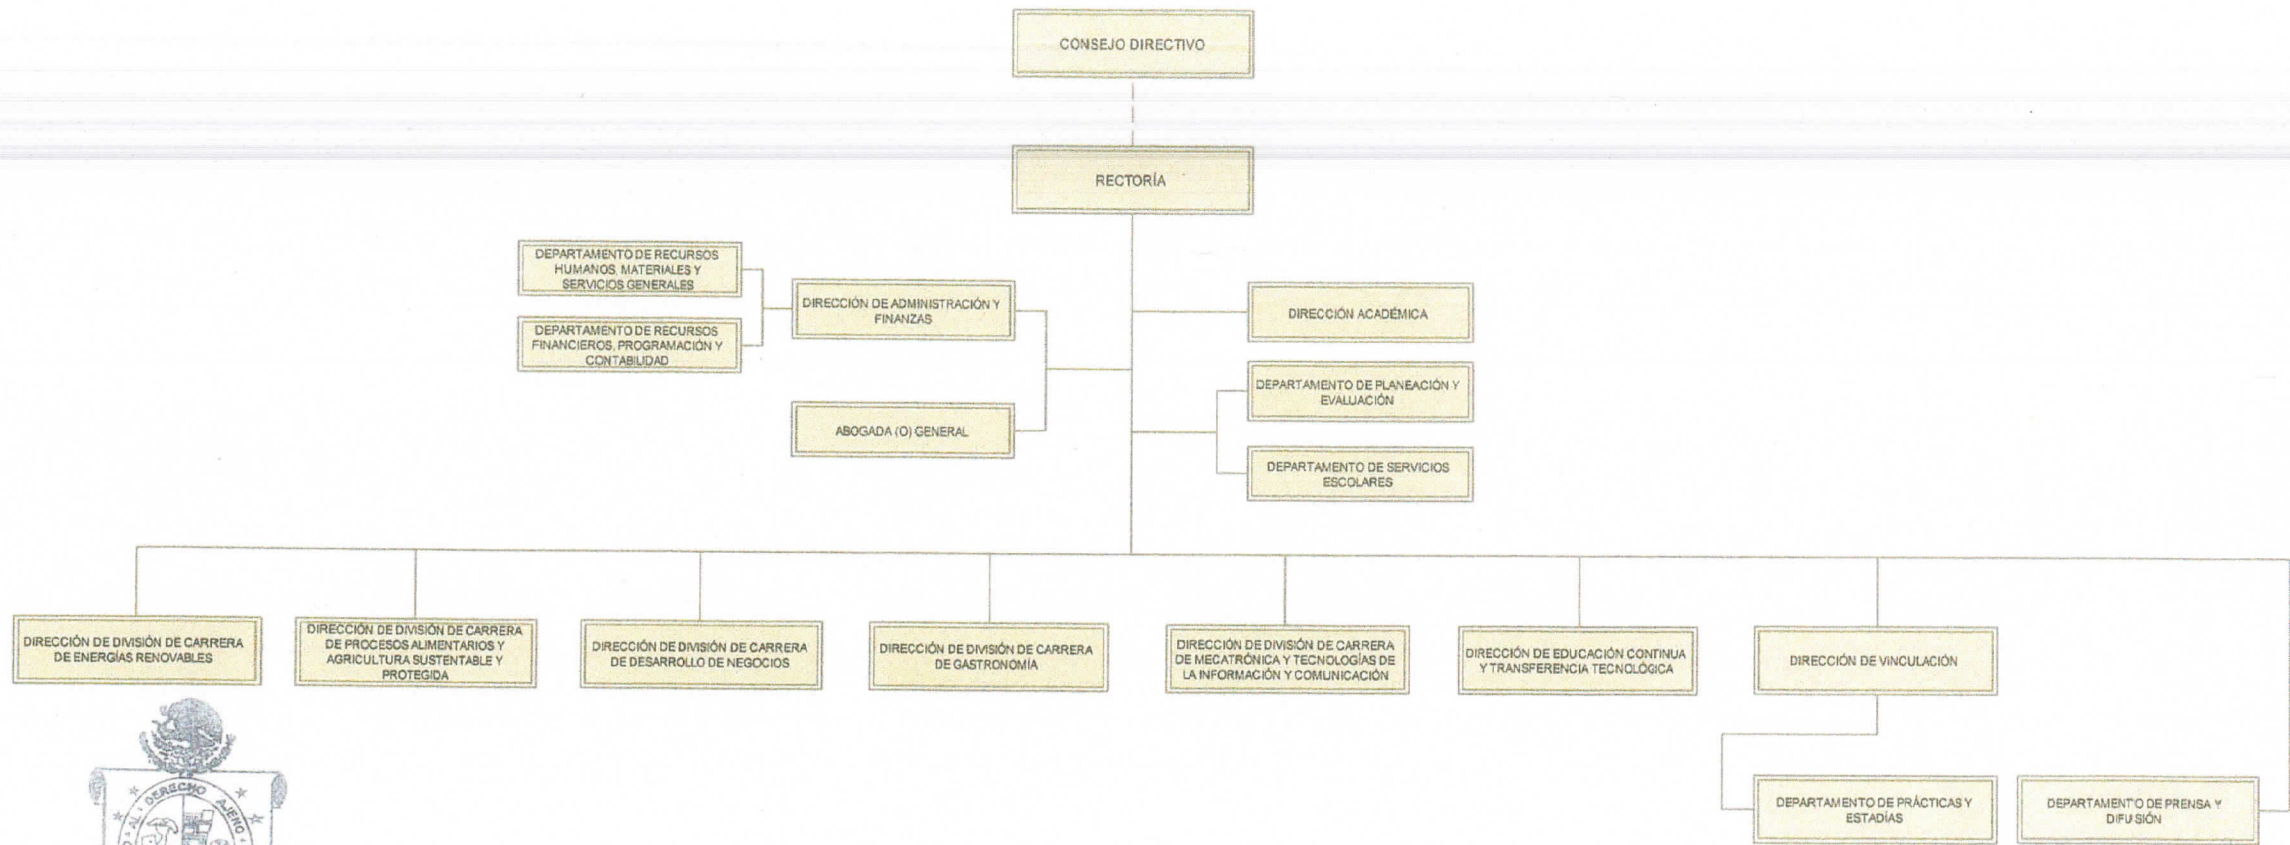 CONSEJO DIRECTIVO
RECTORÍA
DEPARTAMENTO DE RECURSOS
HUMANOS, MATERIALES Y
SERVICIOS GENERALES
DIRECCIÓN DE ADMINISTRACIÓN Y
FINANZAS
DIRECCIÓN ACADÉMICA
DEPARTAMENTO DE RECURSOS
FINANCIEROS, PROGRAMACIÓN Y
CONTABILIDAD
DEPARTAMENTO DE PLANEACIÓN Y
EVALUACIÓN
ABOGADA (O) GENERAL
DEPARTAMENTO DE SERVICIOS
ESCOLARES
DIRECCIÓN DE DIVISIÓN DE CARRERA
DE ENERGÍAS RENOVABLES
DIRECCIÓN DE DIVISIÓN DE CARRERA
DE PROCESOS ALIMENTARIOS Y
AGRICULTURA SUSTENTABLE Y
PROTEGIDA
DIRECCIÓN DE DIVISIÓN DE CARRERA
DE DESARROLLO DE NEGOCIOS
DIRECCIÓN DE DIVISIÓN DE CARRERA
DE GASTRONOMÍA
DIRECCIÓN DE DIVISIÓN DE CARRERA
DE MECATRÓNICA Y TECNOLOGÍAS DE
LA INFORMACIÓN Y COMUNICACIÓN
DIRECCIÓN DE EDUCACIÓN CONTINUA
Y TRANSFERENCIA TECNOLÓGICA
DIRECCIÓN DE VINCULACIÓN
DEPARTAMENTO DE PRÁCTICAS Y
ESTADÍAS
DEPARTAMENTO DE PRENSA Y
DIFUSIÓN
AL DERECHO AJENO